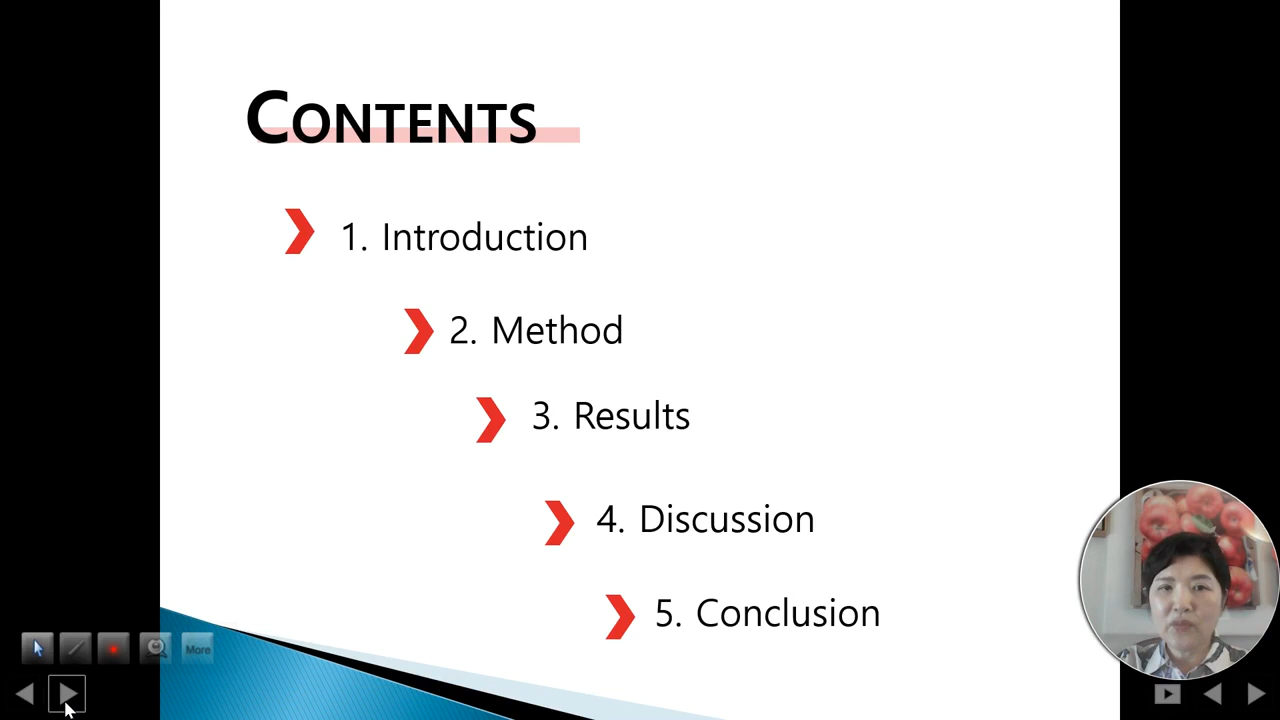 CONTENTS
1. Introduction
2. Method
3. Results
4. Discussion
5. Conclusion
More